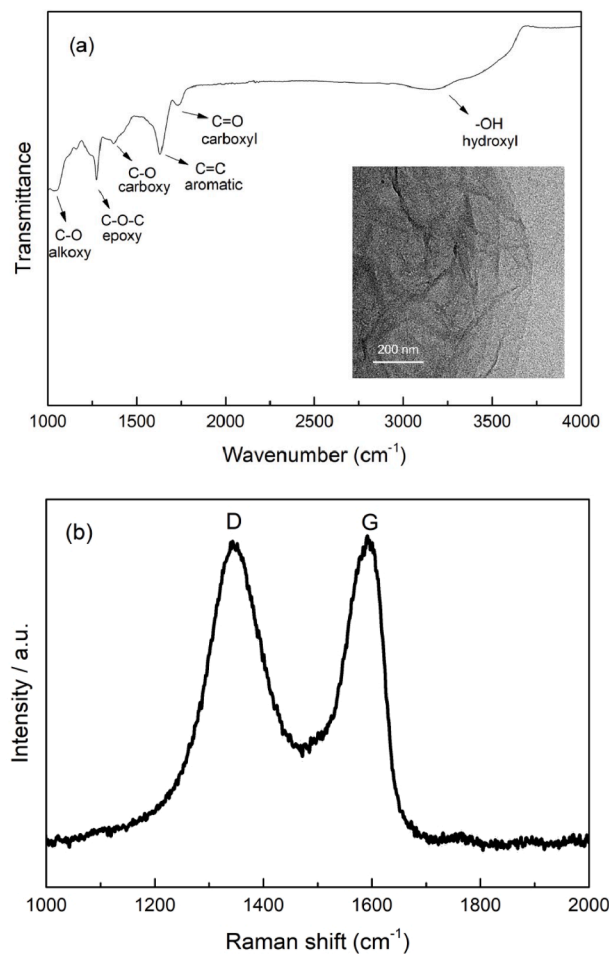 (a)
Transmittance
C=O
carboxyl
-OH
hydroxyl
C-O
carboxy
C=C
aromatic
C-O-C
epoxy
C-O
alkoxy
200 nm
1000 1500 2000 2500 3000 3500 4000
Wavenumber (cm⁻¹)
(b)
D G
Intensity / a.u.
1000 1200 1400 1600 1800 2000
Raman shift (cm⁻¹)